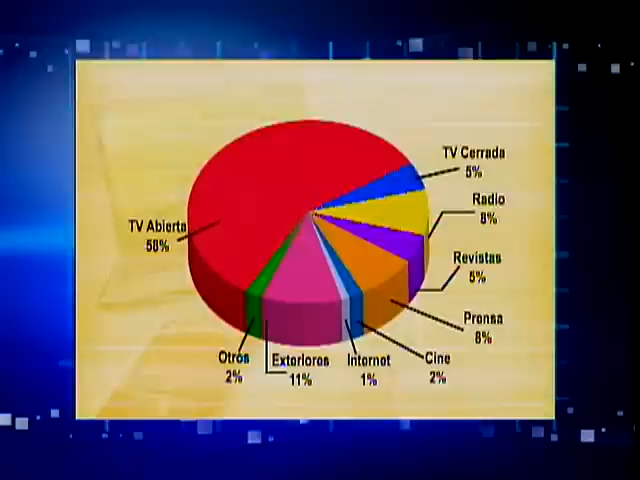 TV Cerrada
5%
Radio
8%
TV Abierta
58%
Revistas
5%
Prensa
8%
Otros
2%
Exteriores
11%
Internet
1%
Cine
2%